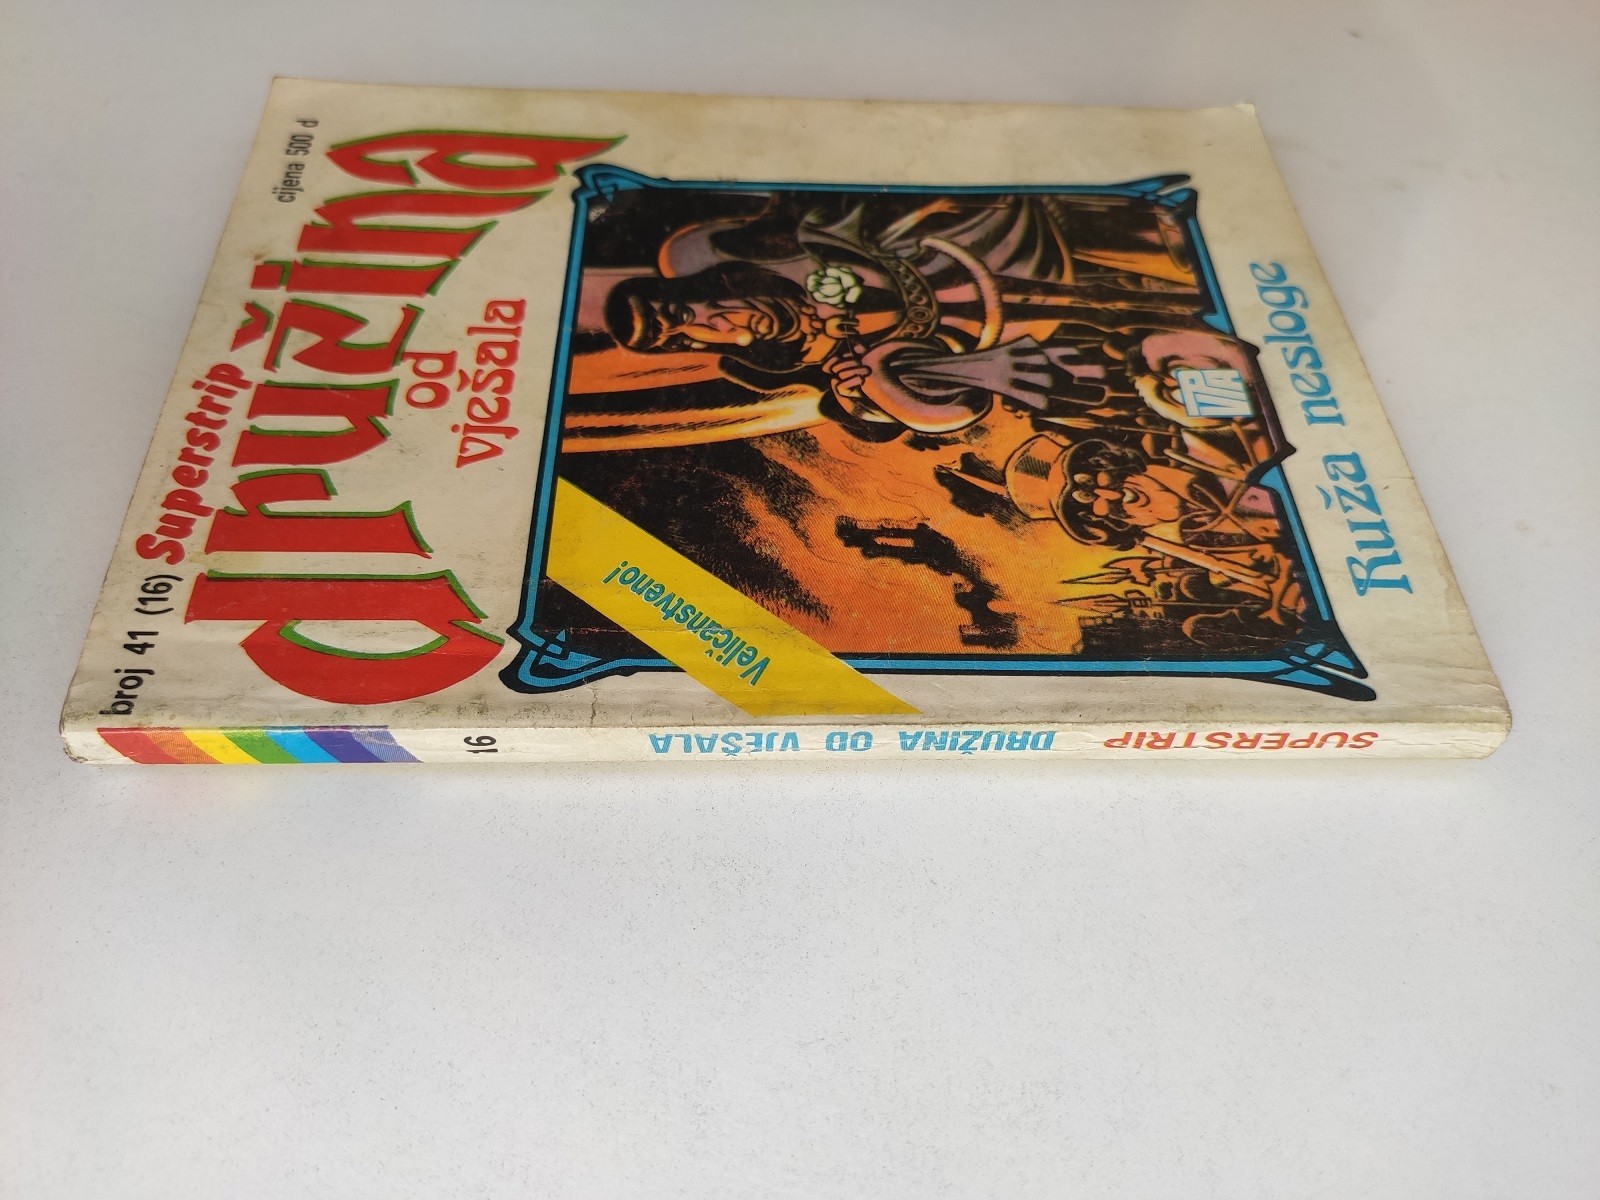 broj 41 (16) Superstrip
cijena 500 d
družina
od
vješala
Veličanstveno!
Ruža nesloge
SUPERSTRIP DRUŽINA OD VJEŠALA 16